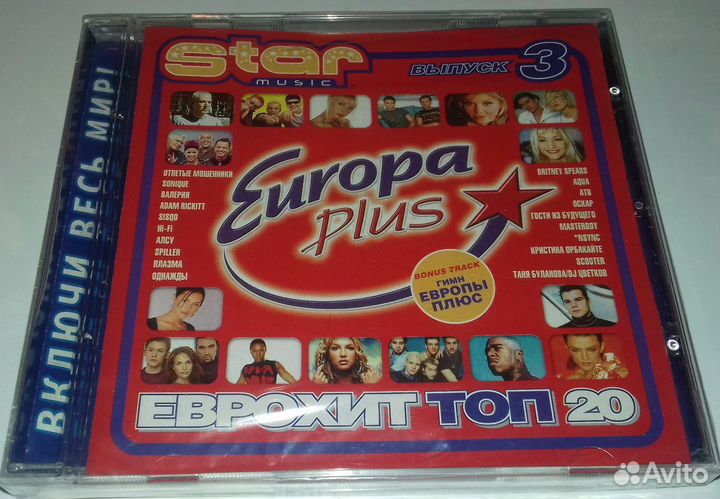 star
MUSIC
ВЫПУСК 3
ВКЛЮЧИ ВЕСЬ МИР!
Europa
Plus
ОТПЕТЫЕ МОШЕННИКИ
SONIQUE
ВАЛЕРИЯ
ADAM RICKITT
SISQO
Hi-Fi
АЛСУ
SPILLER
ПЛАЗМА
ОДНАЖДЫ
BRITNEY SPEARS
AQUA
ATB
ОСКАР
ГОСТИ ИЗ БУДУЩЕГО
MASTERBOY
*NSYNC
КРИСТИНА ОРБАКАЙТЕ
SCOOTER
ТАНЯ БУЛАНОВА/DJ ЦВЕТКОВ
BONUS TRACK
ГИМН
ЕВРОПЫ
ПЛЮС
ЕВРОХИТ ТОП 20
Avito